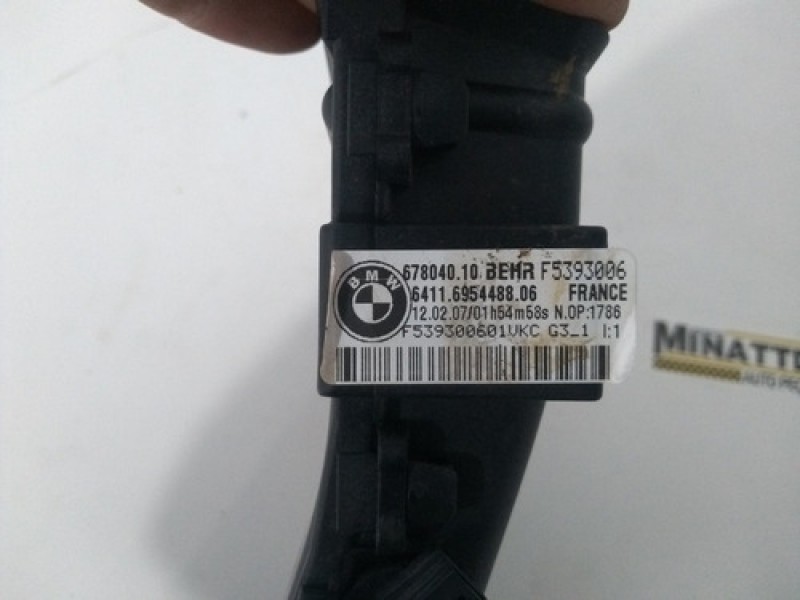 BMW
678040.10 BEHR F5393006
6411.6954488.06 FRANCE
12.02.07/01h54m58s N.OP:1786
F539300601VKC G3_1 I:1
MINATT
AUTO